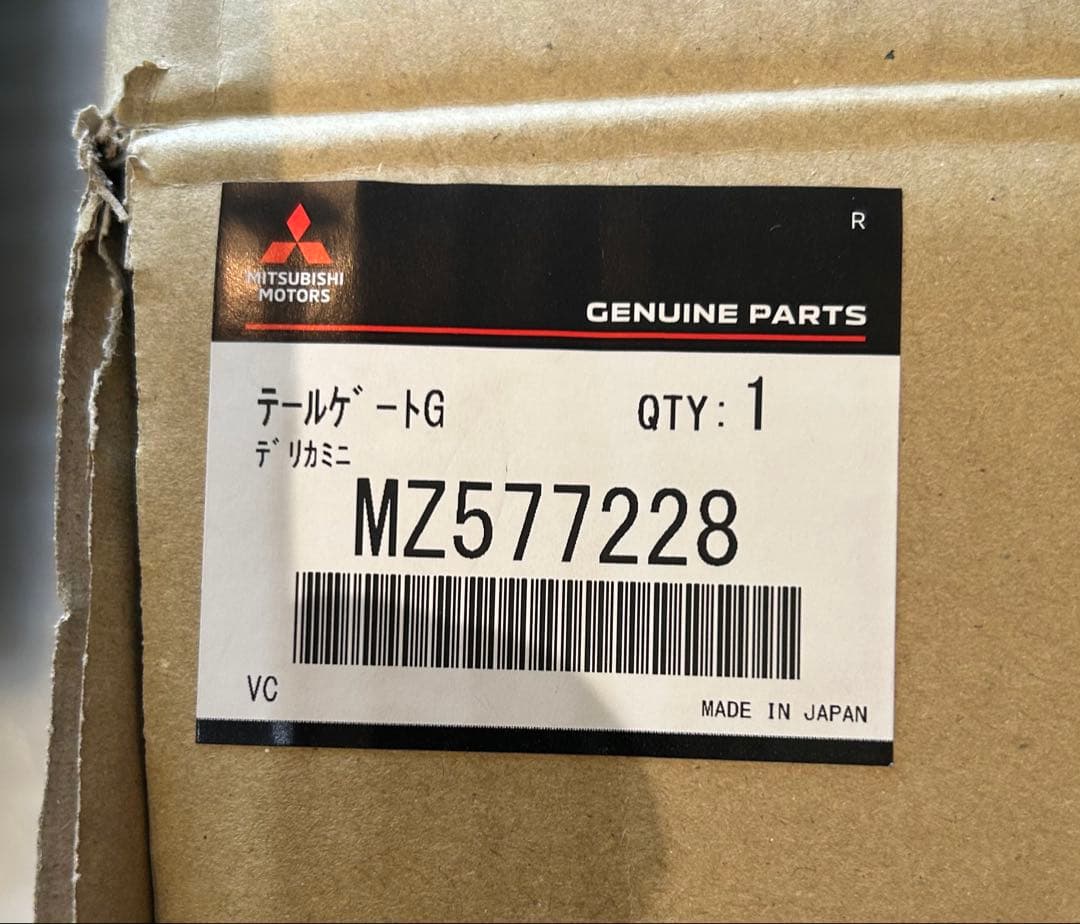 R
MITSUBISHI
MOTORS
GENUINE PARTS
テールゲートG
QTY: 1
デリカミニ
MZ577228
VC
MADE IN JAPAN